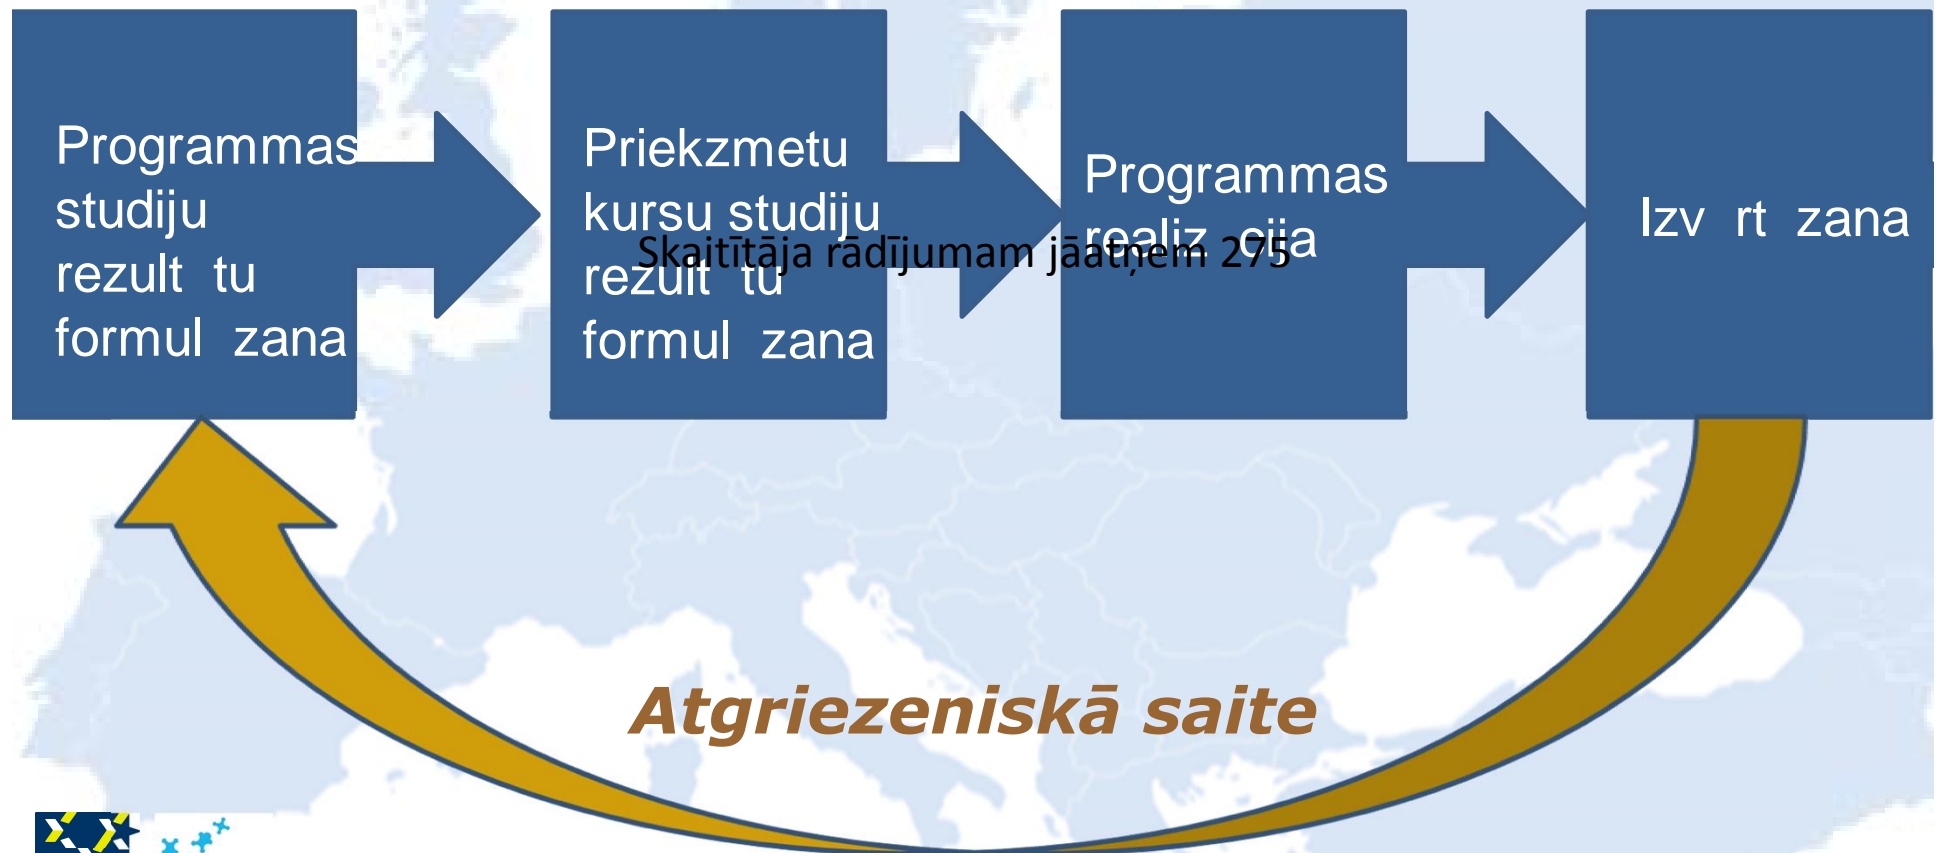 Programmas
studiju
rezult tu
formul zana
Priekzmetu
kursu studiju
rezult tu
formul zana
Programmas
realiz cija
Izv rt zana
Skaitītāja rādījumam jāatņem 275
Atgriezeniskā saite